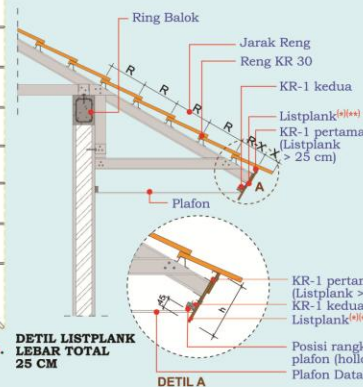 Ring Balok
Jarak Reng
Reng KR 30
KR-1 kedua
Listplank(*)(**)
KR-1 pertama
(Listplank
> 25 cm)
R
R
R
R
R-X
X
A
Plafon
KR-1 pertan
(Listplank >
KR-1 kedua
Listplank
45
h
Posisi rangk
plafon (hollo
Plafon Data
DETIL LISTPLANK
LEBAR TOTAL
25 CM
DETIL A